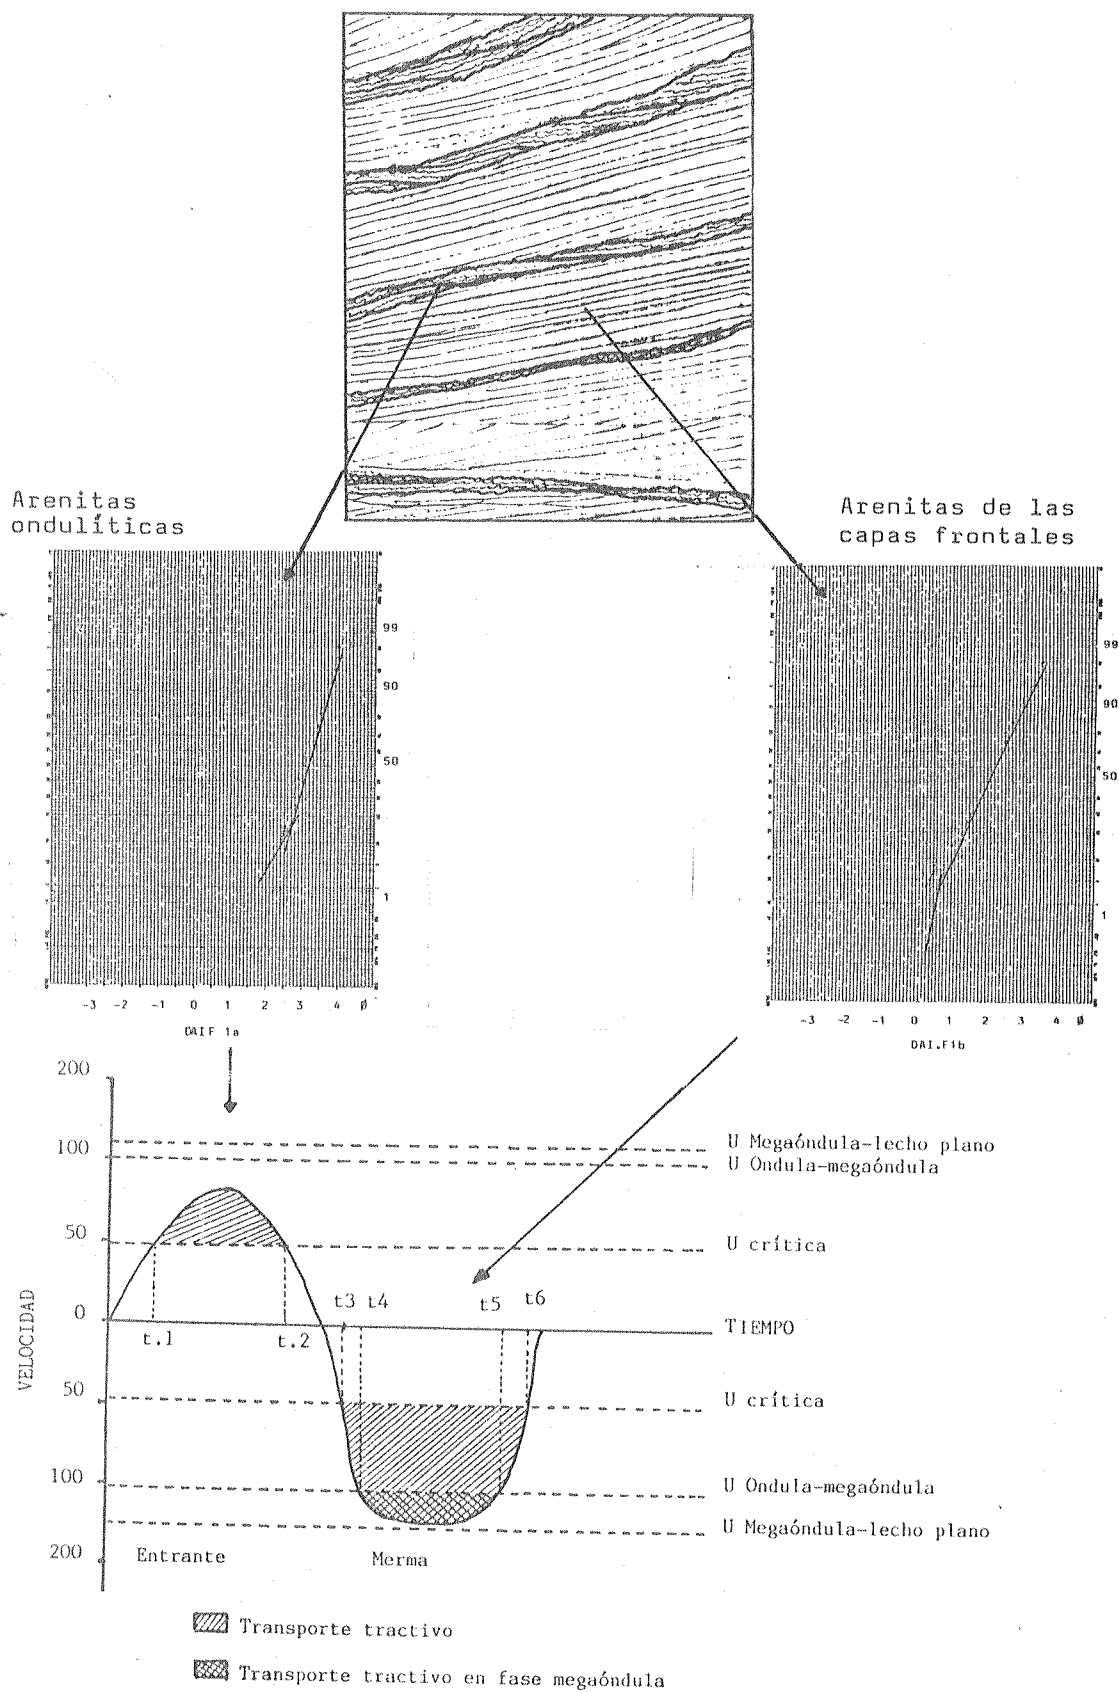 Arenitas
ondulíticas
Arenitas de las
capas frontales
99
90
50
1
-3 -2 -1 0 1 2 3 4 Ø
DAIF 1a
99
90
50
1
-3 -2 -1 0 1 2 3 4 Ø
DAI.F1b
200
100
50
0
50
100
200
VELOCIDAD
U Megaóndula-lecho plano
U Ondula-megaóndula
U crítica
t3 t4 t5 t6
t.1 t.2
TIEMPO
U crítica
U Ondula-megaóndula
U Megaóndula-lecho plano
Entrante Merma
Transporte tractivo
Transporte tractivo en fase megaóndula